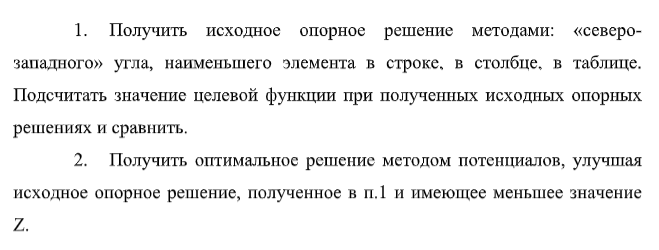 1. Получить исходное опорное решение методами: «северо-
западного» угла, наименьшего элемента в строке, в столбце, в таблице.
Подсчитать значение целевой функции при полученных исходных опорных
решениях и сравнить.
2. Получить оптимальное решение методом потенциалов, улучшая
исходное опорное решение, полученное в п.1 и имеющее меньшее значение
Z.